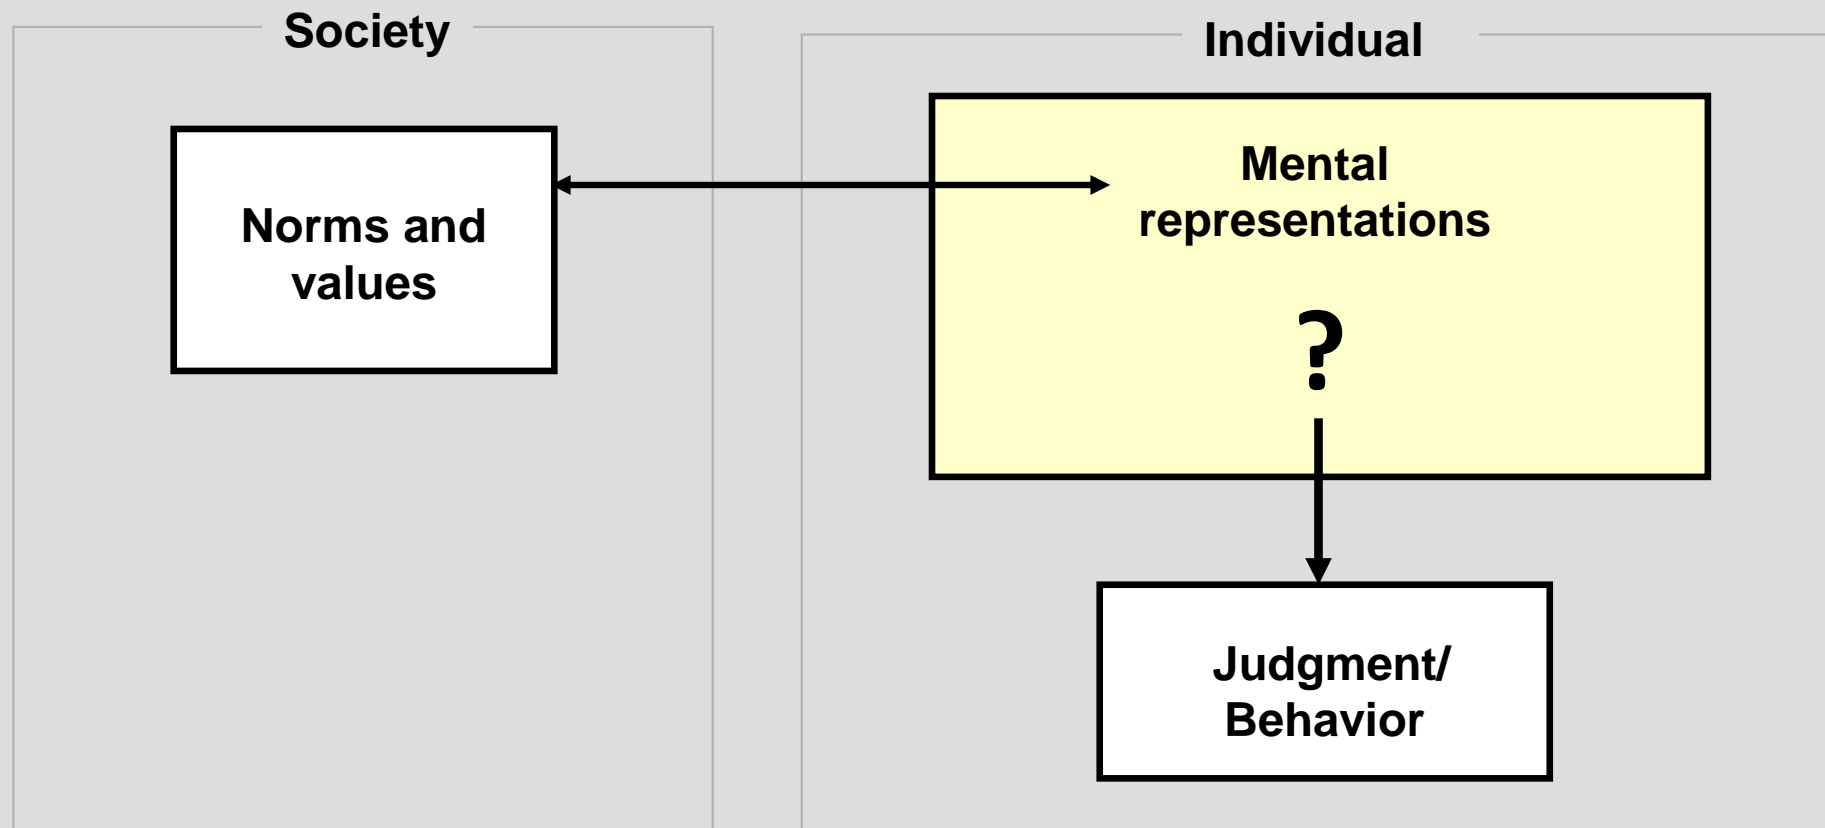 Society
Individual
Norms and
values
Mental
representations
?
Judgment/
Behavior